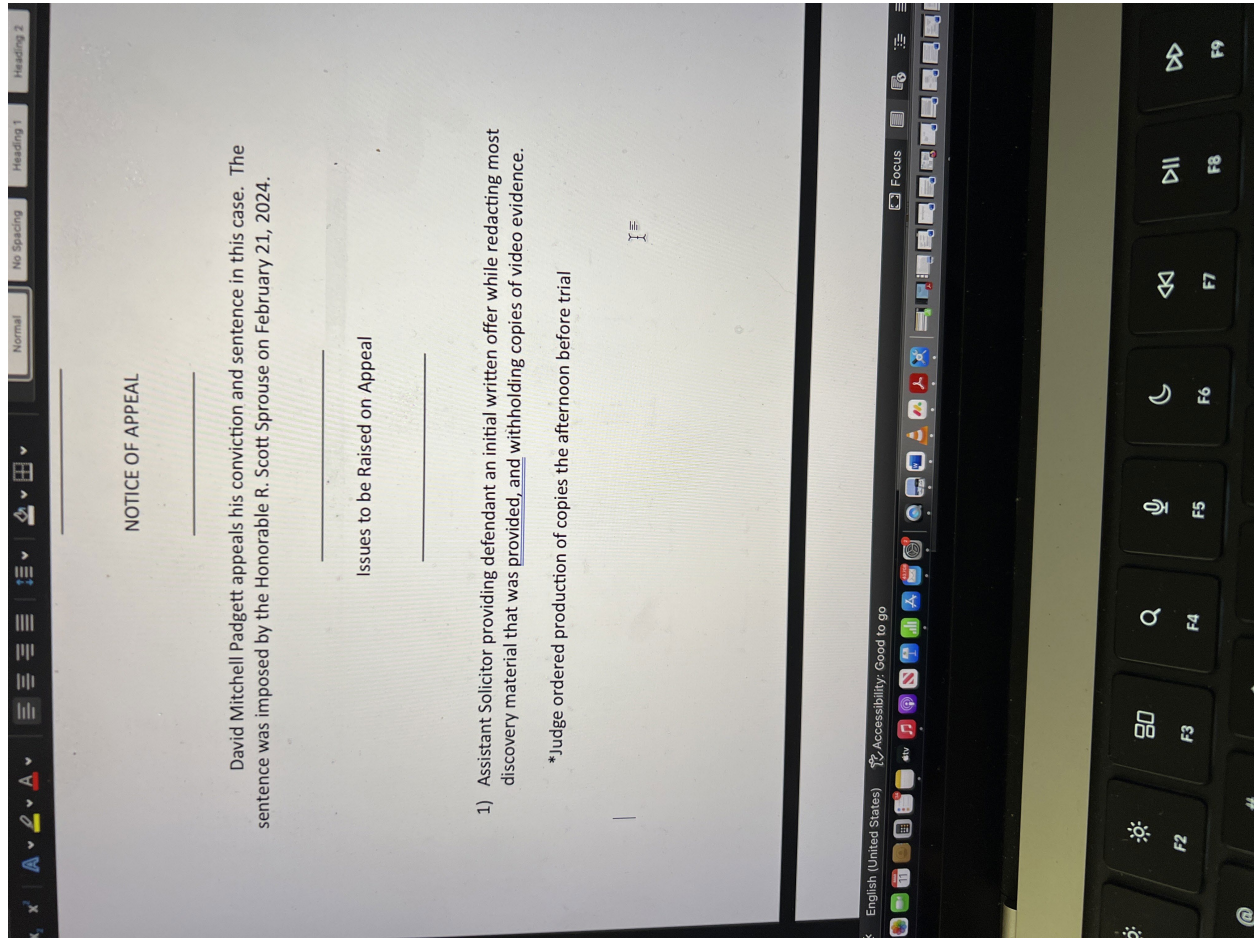 Normal
No Spacing
Heading 1
Heading 2
NOTICE OF APPEAL
David Mitchell Padgett appeals his conviction and sentence in this case. The
sentence was imposed by the Honorable R. Scott Sprouse on February 21, 2024.
Issues to be Raised on Appeal
1) Assistant Solicitor providing defendant an initial written offer while redacting most
discovery material that was provided, and withholding copies of video evidence.
*Judge ordered production of copies the afternoon before trial
English (United States)
Accessibility: Good to go
Focus
tv
11
F2
F3
F4
F5
F6
F7
F8
F9
@
#